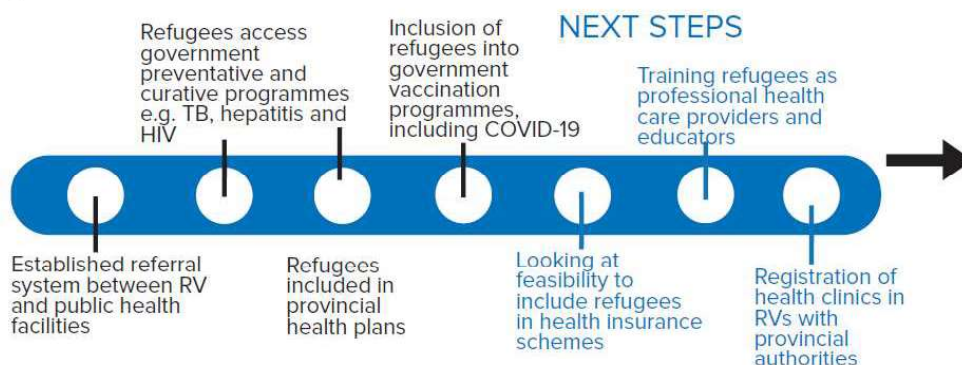 NEXT STEPS
Refugees access
government
preventative and
curative programmes
e.g. TB, hepatitis and
HIV
Inclusion of
refugees into
government
vaccination
programmes,
including COVID-19
Training refugees as
professional health
care providers and
educators
Established referral
system between RV
and public health
facilities
Refugees
included in
provincial
health plans
Looking at
feasibility to
include refugees
in health insurance
schemes
Registration of
health clinics in
RVs with
provincial
authorities